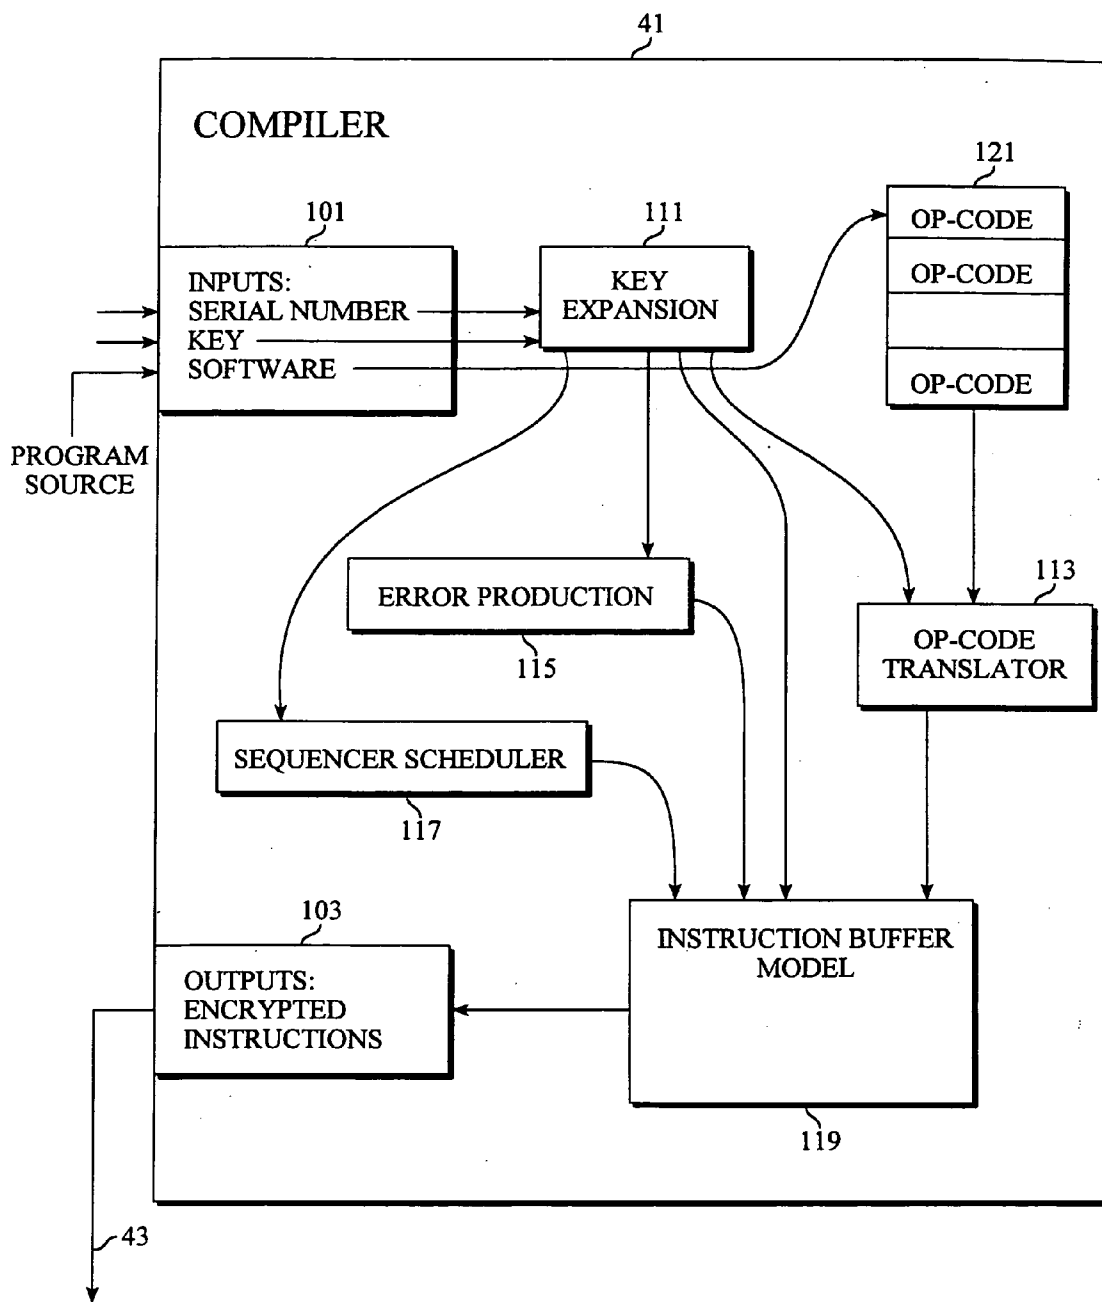 41
COMPILER
121
OP-CODE
OP-CODE
OP-CODE
101
INPUTS:
SERIAL NUMBER
KEY
SOFTWARE
111
KEY
EXPANSION
PROGRAM
SOURCE
ERROR PRODUCTION
115
113
OP-CODE
TRANSLATOR
SEQUENCER SCHEDULER
117
103
OUTPUTS:
ENCRYPTED
INSTRUCTIONS
INSTRUCTION BUFFER
MODEL
119
43